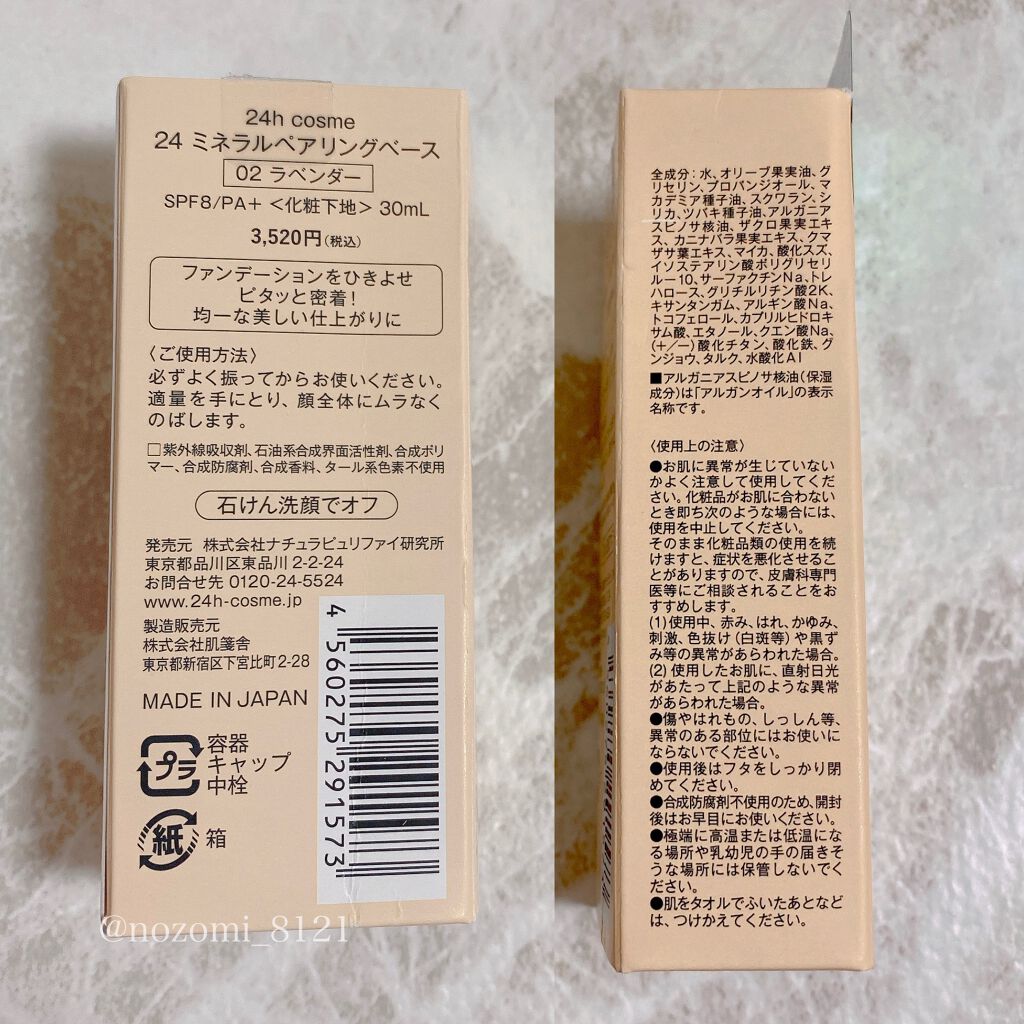 24h cosme
24 ミネラルペアリングベース
02 ラベンダー
SPF8/PA+ <化粧下地> 30mL
3,520円(税込)
ファンデーションをひきよせ
ピタッと密着!
均一な美しい仕上がりに
〈ご使用方法〉
必ずよく振ってからお使いください。
適量を手にとり、顔全体にムラなく
のばします。
□紫外線吸収剤、石油系合成界面活性剤、合成ポリ
マー、合成防腐剤、合成香料、タール系色素不使用
石けん洗顔でオフ
発売元 株式会社ナチュラピュリファイ研究所
東京都品川区東品川 2-2-24
お問合せ先 0120-24-5524
www.24h-cosme.jp
製造販売元
株式会社肌箋舎
東京都新宿区下宮比町2-28
MADE IN JAPAN
プラ
容器
キャップ
中栓
紙
箱
4 560275 291573
@nozomi_8121
全成分:水、オリーブ果実油、グ
リセリン、プロパンジオール、マ
カデミア種子油、スクワラン、シ
リカ、ツバキ種子油、アルガニア
スピノサ核油、ザクロ果実エキ
ス、カニナバラ果実エキス、クマ
ザサ葉エキス、マイカ、酸化スズ、
イソステアリン酸ポリグリセリ
ル-10、サーファクチンNa、トレ
ハロース、グリチルリチン酸2K、
キサンタンガム、アルギン酸Na、
トコフェロール、カプリルヒドロキ
サム酸、エタノール、クエン酸Na、
(+/-)酸化チタン、酸化鉄、グ
ンジョウ、タルク、水酸化Al
■アルガニアスピノサ核油(保湿
成分)は「アルガンオイル」の表示
名称です。
〈使用上の注意〉
●お肌に異常が生じていない
かよく注意して使用してくだ
さい。化粧品がお肌に合わない
とき即ち次のような場合には、
使用を中止してください。
そのまま化粧品類の使用を続
けますと、症状を悪化させるこ
とがありますので、皮膚科専門
医等にご相談されることをお
すすめします。
(1)使用中、赤み、はれ、かゆみ、
刺激、色抜け(白斑等)や黒ず
み等の異常があらわれた場合。
(2) 使用したお肌に、直射日光
があたって上記のような異常
があらわれた場合。
●傷やはれもの、しっしん等、
異常のある部位にはお使いに
ならないでください。
●使用後はフタをしっかり閉
めてください。
●合成防腐剤不使用のため、開封
後はお早目にお使いください。
●極端に高温または低温にな
る場所や乳幼児の手の届きそ
うな場所には保管しないでく
ださい。
●肌をタオルでふいたあとなど
は、つけかえてください。